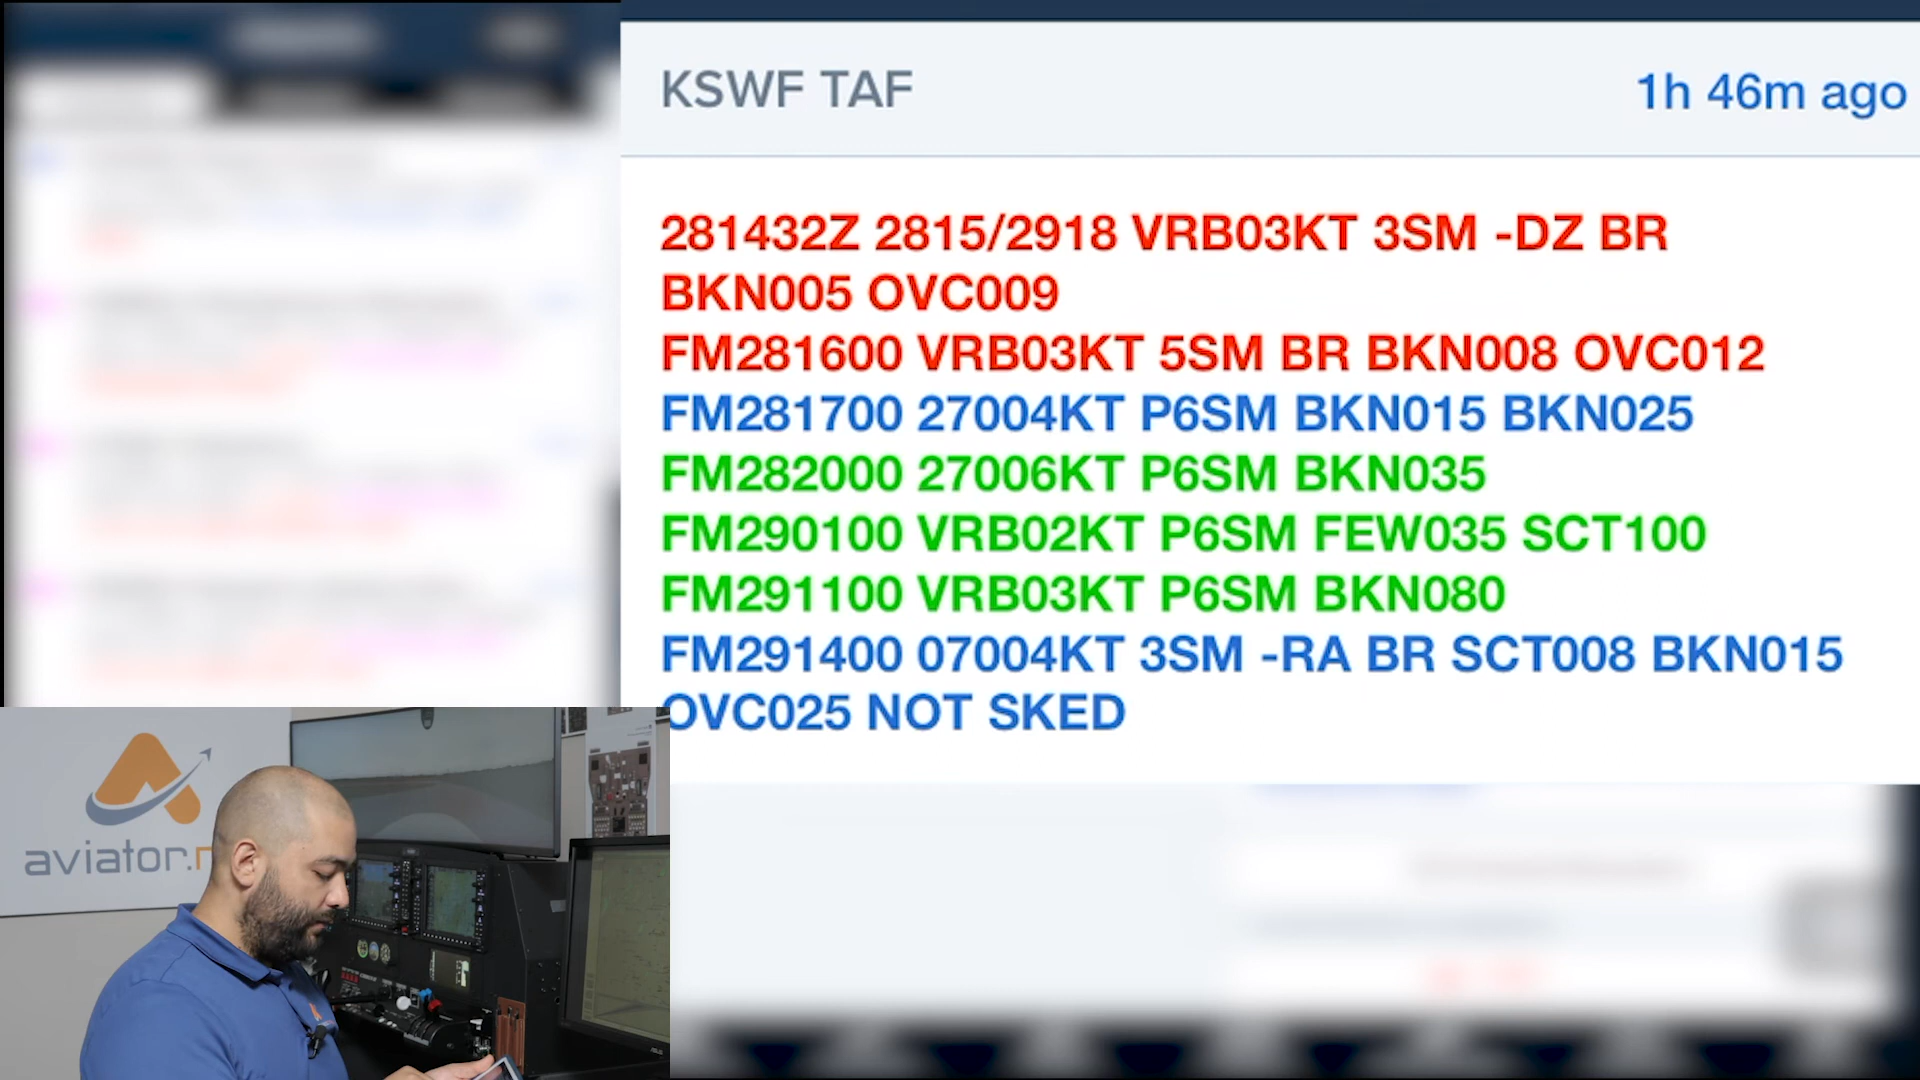 KSWF TAF
1h 46m ago
281432Z 2815/2918 VRB03KT 3SM -DZ BR
BKN005 OVC009
FM281600 VRB03KT 5SM BR BKN008 OVC012
FM281700 27004KT P6SM BKN015 BKN025
FM282000 27006KT P6SM BKN035
FM290100 VRB02KT P6SM FEW035 SCT100
FM291100 VRB03KT P6SM BKN080
FM291400 07004KT 3SM -RA BR SCT008 BKN015
OVC025 NOT SKED
aviator.